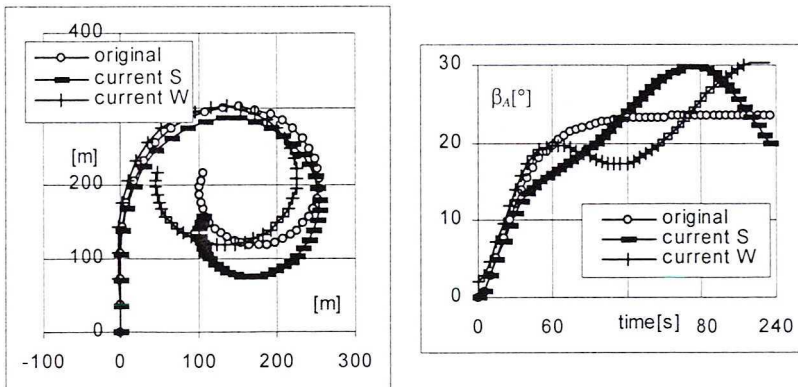 400
original
current S
current W
[m]
200
100
[m]
0
-100 0 100 200 300
30
β_A[°]
20
10
original
current S
current W
0
0 60 time[s] 80 240